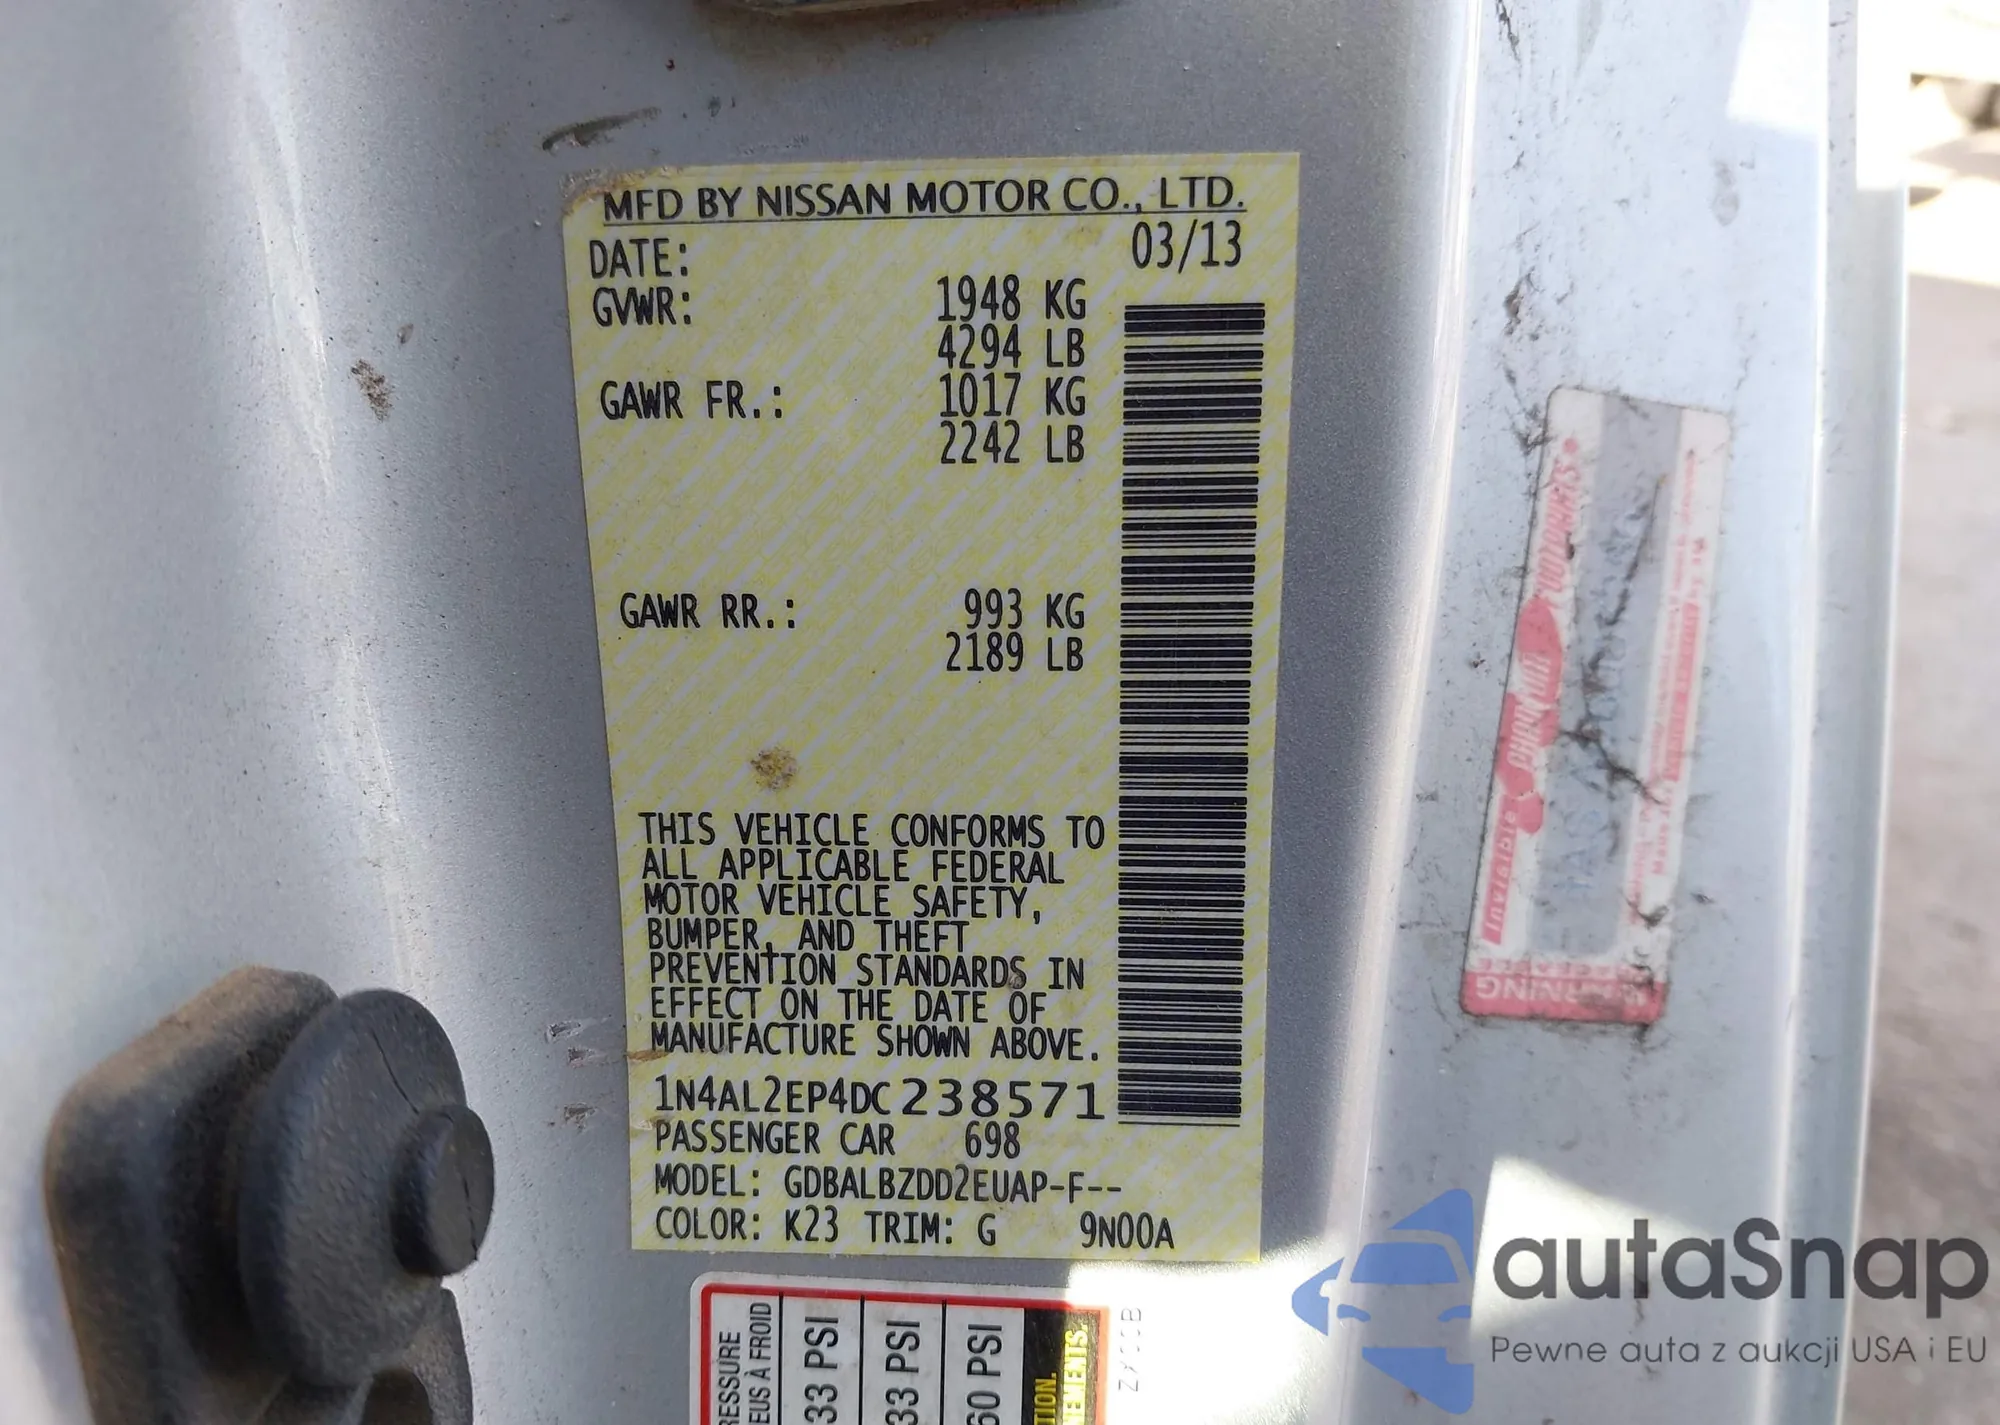 MFD BY NISSAN MOTOR CO., LTD.
DATE: 03/13
GVWR: 1948 KG
4294 LB
GAWR FR.: 1017 KG
2242 LB
GAWR RR.: 993 KG
2189 LB
THIS VEHICLE CONFORMS TO
ALL APPLICABLE FEDERAL
MOTOR VEHICLE SAFETY,
BUMPER, AND THEFT
PREVENTION STANDARDS IN
EFFECT ON THE DATE OF
MANUFACTURE SHOWN ABOVE.
1N4AL2EP4DC238571
PASSENGER CAR 698
MODEL: GDBALBZDD2EUAP-F--
COLOR: K23 TRIM: G 9N00A
33 PSI
33 PSI
60 PSI
À FROID
Invisible
WARNING
autaSnap
Pewne auta z aukcji USA i EU